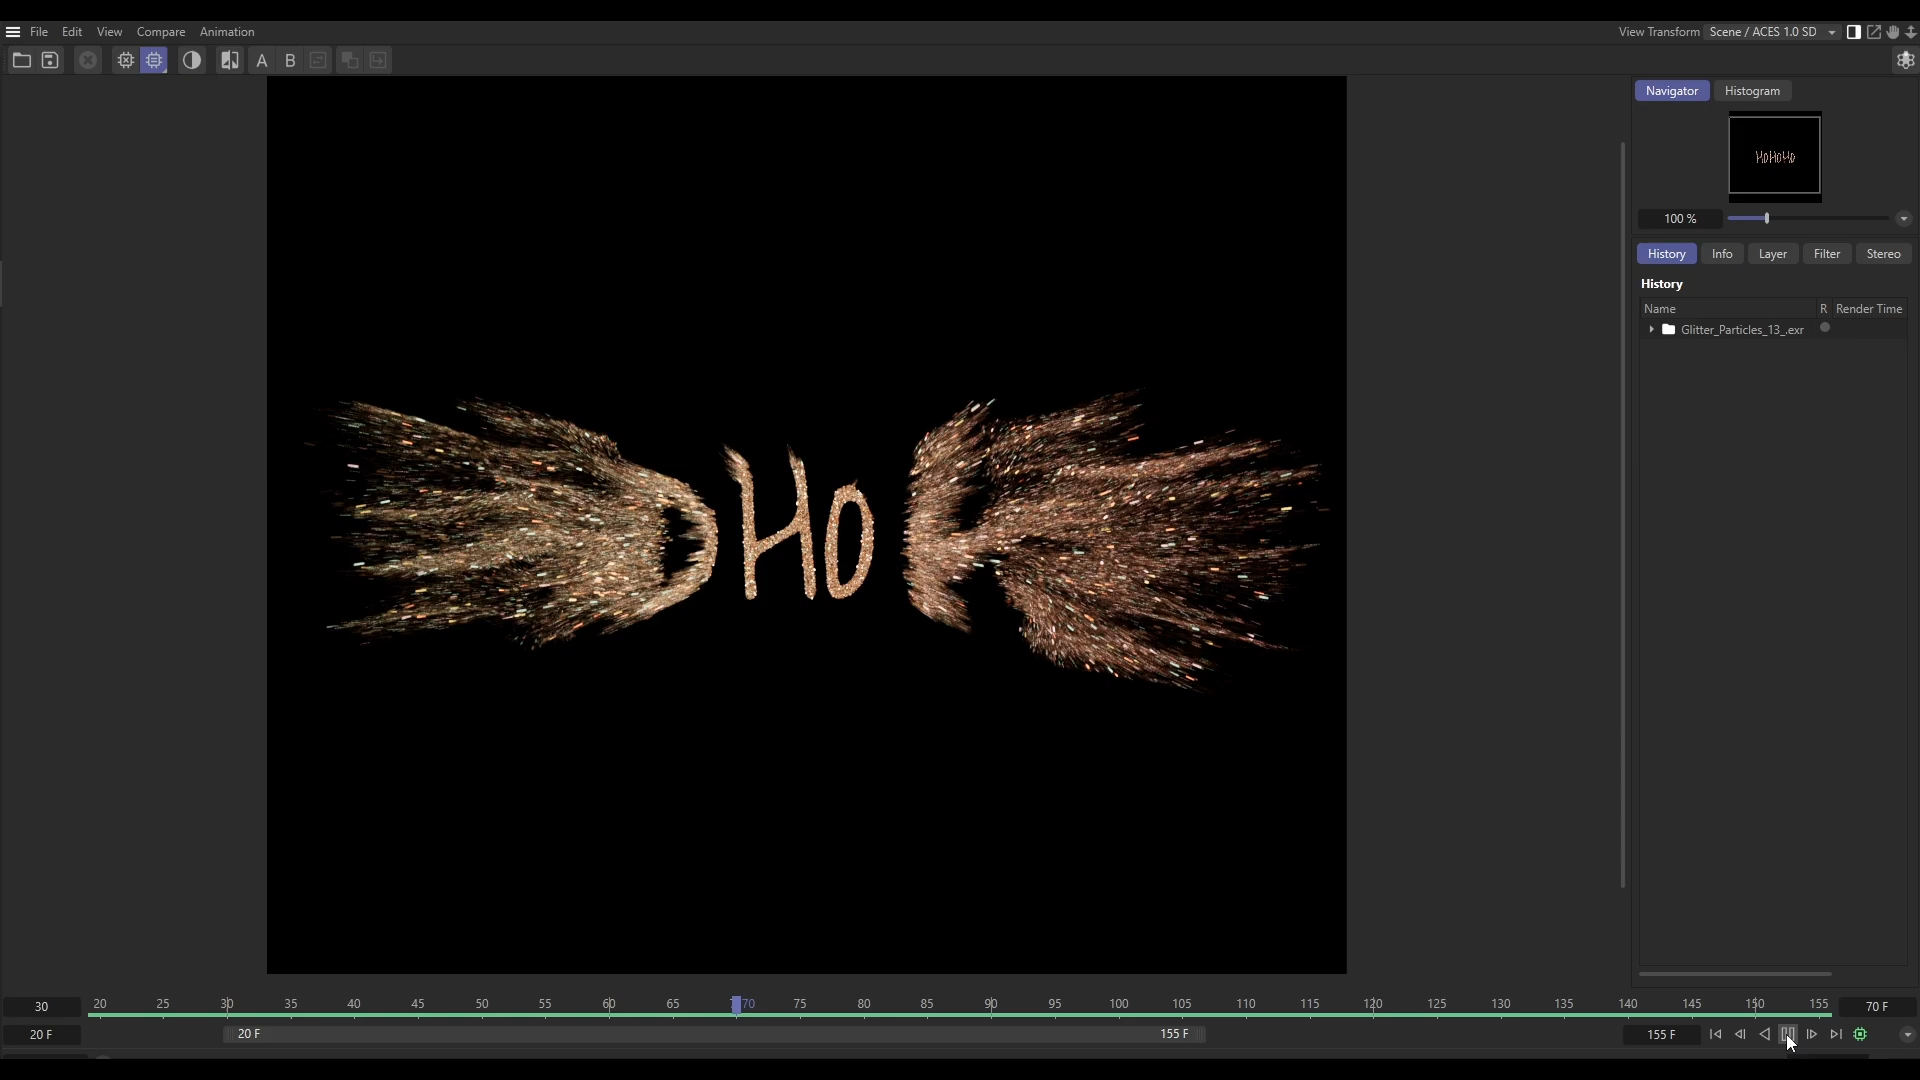 File Edit View Compare Animation
View Transform Scene / ACES 1.0 SD
A B
Navigator Histogram
HoHoHo
100 %
History Info Layer Filter Stereo
History
Name R Render Time
Glitter_Particles_13_.exr
Ho
30 20 25 30 35 40 45 50 55 60 65 70 75 80 85 90 95 100 105 110 115 120 125 130 135 140 145 150 155 70 F
20 F 20 F 155 F 155 F